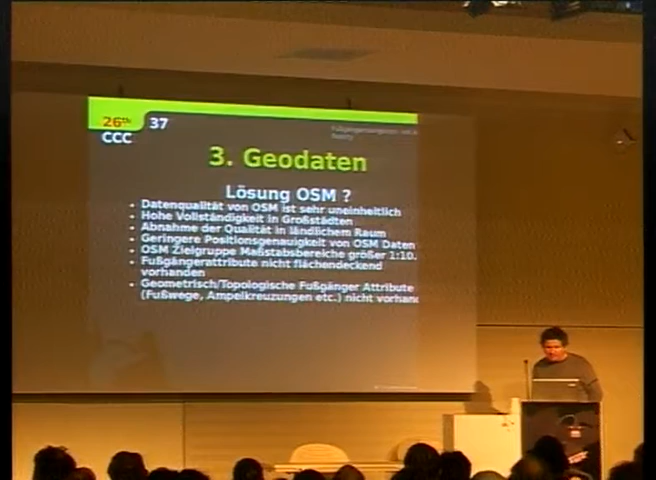 26th
CCC
37
3. Geodaten
Lösung OSM ?
• Datenqualität von OSM ist sehr uneinheitlich
• Hohe Vollständigkeit in Großstädten
• Abnahme der Qualität in ländlichem Raum
• Geringere Positionsgenauigkeit von OSM Daten
OSM Zielgruppe Maßstabsbereiche größer 1:10.
• Fußgängerattribute nicht flächendeckend
vorhanden
• Geometrisch/Topologische Fußgänger Attribute
(Fußwege, Ampelkreuzungen etc.) nicht vorhand